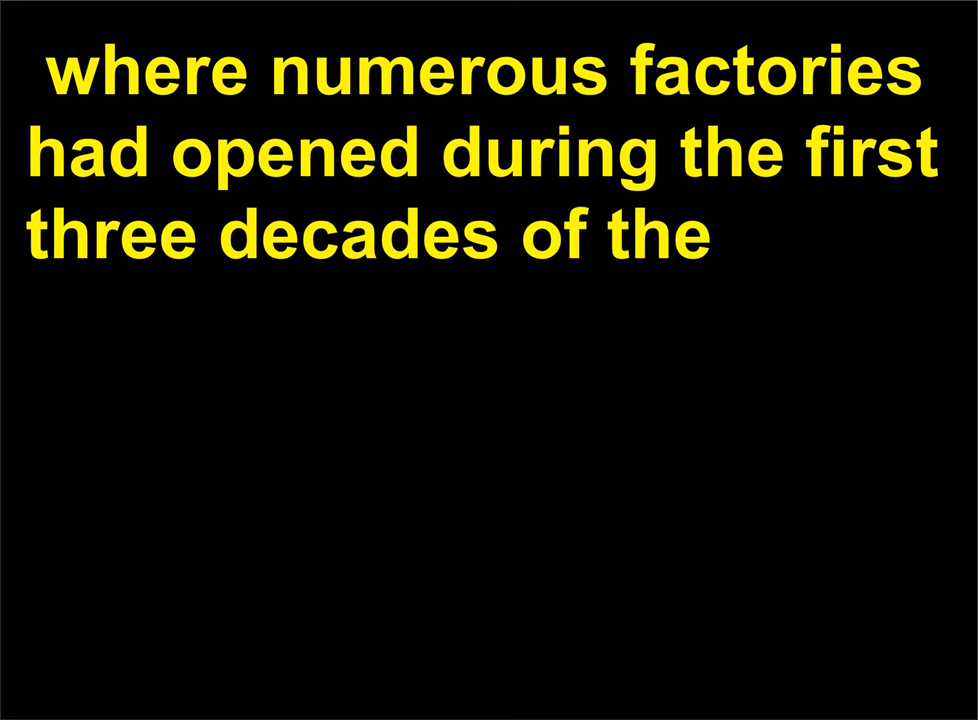 where numerous factories
had opened during the first
three decades of the